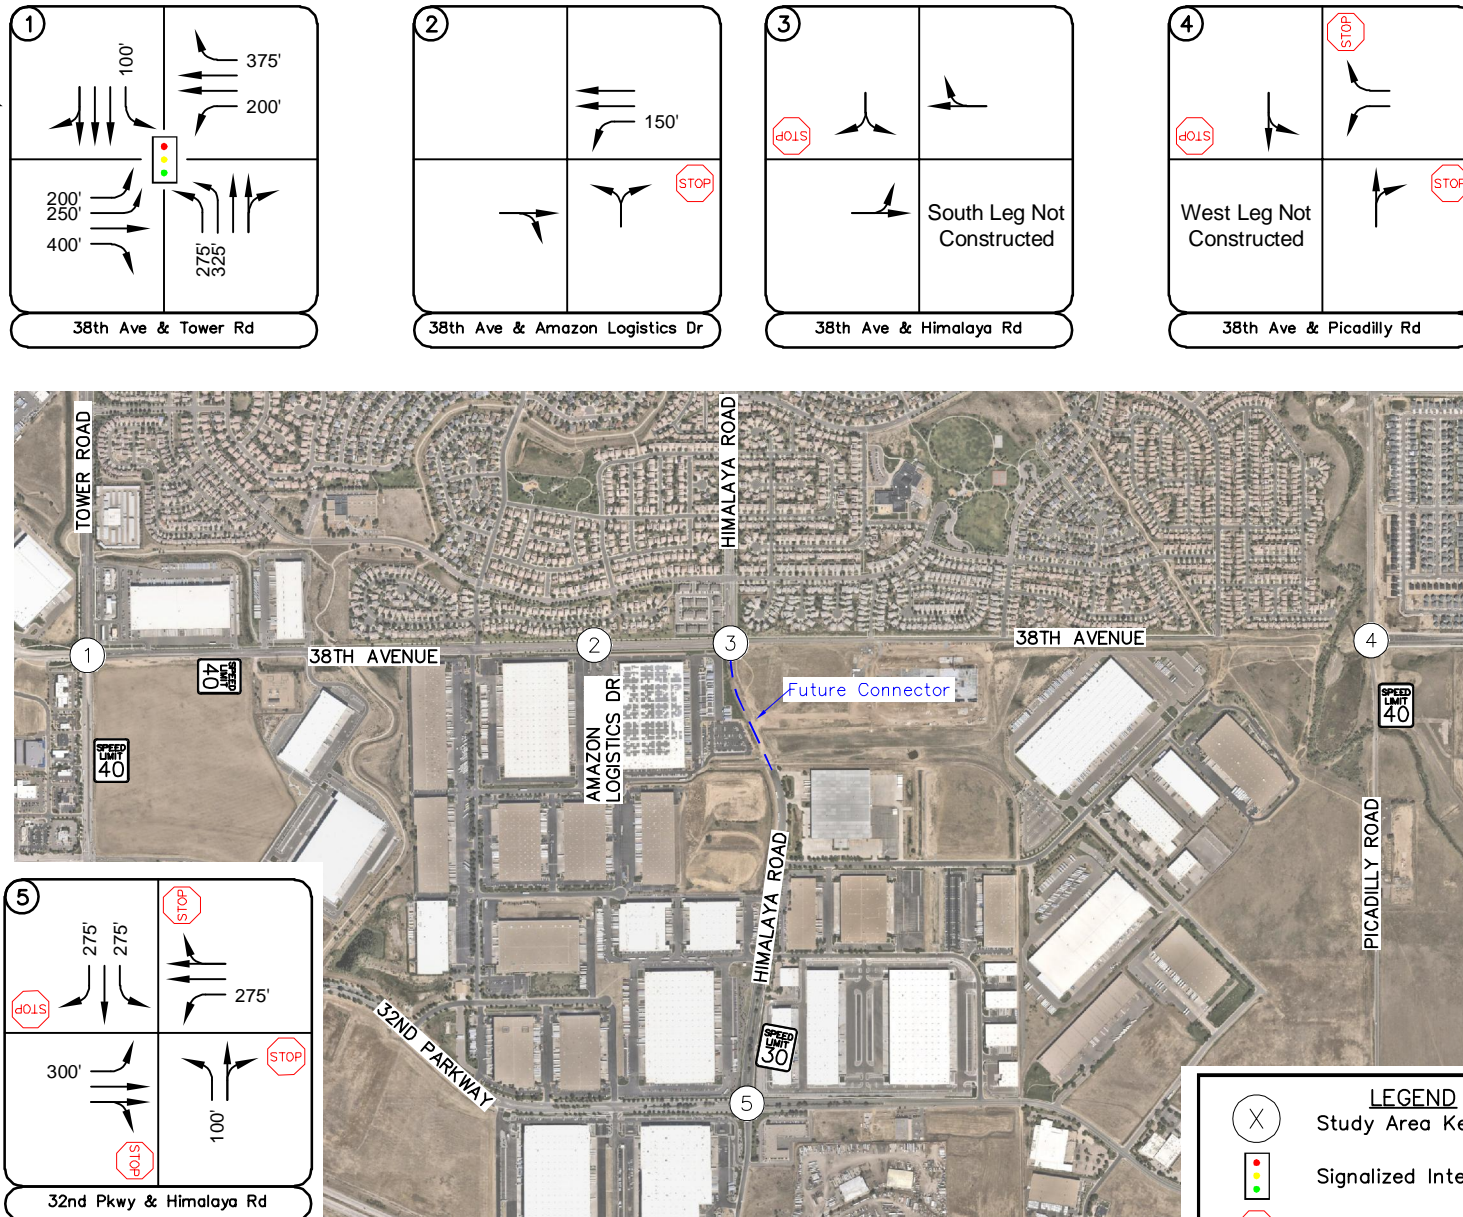 1
100'
375'
200'
200'
250'
400'
275'
325'
38th Ave & Tower Rd
2
150'
STOP
38th Ave & Amazon Logistics Dr
3
STOP
South Leg Not
Constructed
38th Ave & Himalaya Rd
4
STOP
STOP
West Leg Not
Constructed
STOP
38th Ave & Picadilly Rd
TOWER ROAD
HIMALAYA ROAD
1
2
3
4
38TH AVENUE
38TH AVENUE
SPEED
LIMIT
40
SPEED
LIMIT
40
SPEED
LIMIT
40
Future Connector
AMAZON
LOGISTICS DR
HIMALAYA ROAD
PICADILLY ROAD
32ND PARKWAY
SPEED
LIMIT
30
5
5
STOP
275'
275'
STOP
275'
300'
STOP
100'
STOP
32nd Pkwy & Himalaya Rd
LEGEND
X
Study Area Ke
Signalized Inte